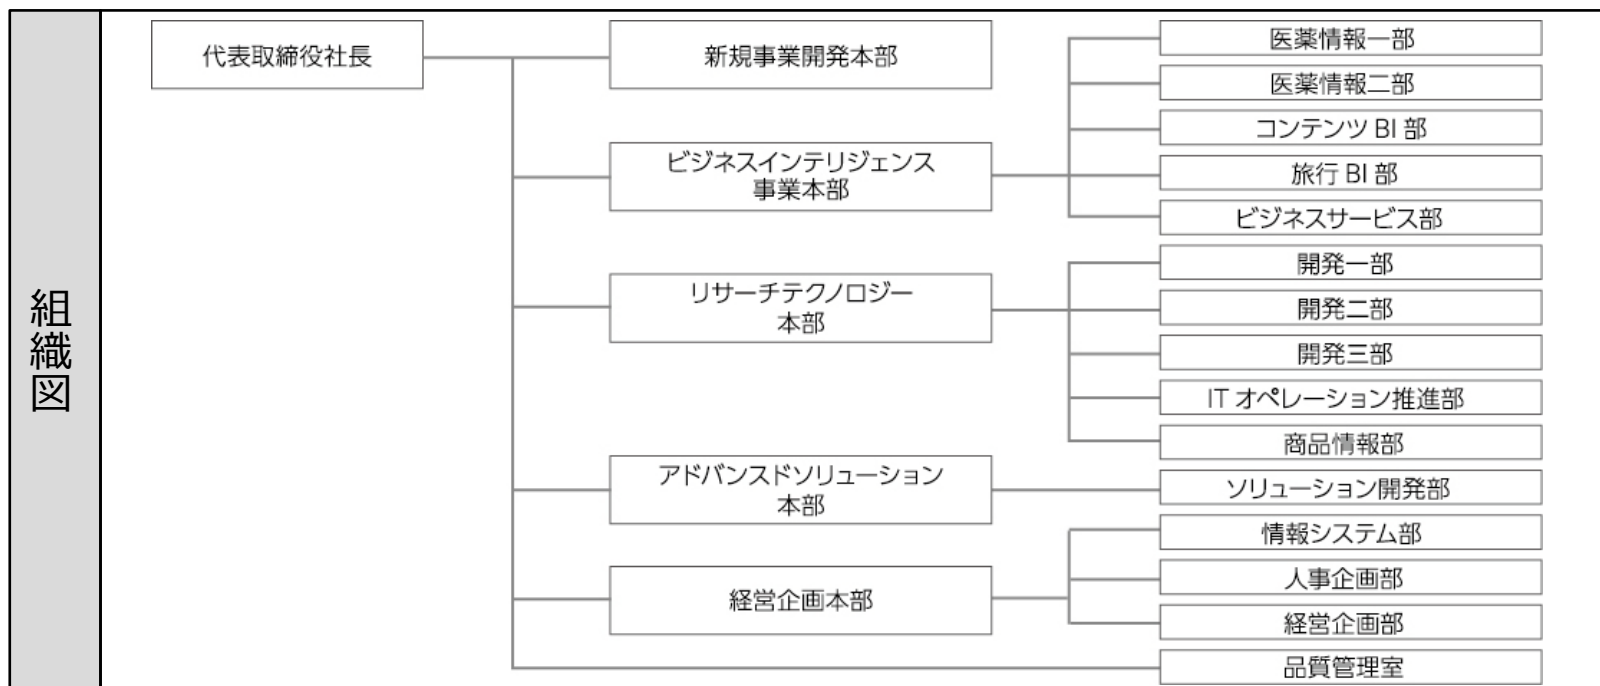 組織図
代表取締役社長
新規事業開発本部
ビジネスインテリジェンス
事業本部
医薬情報一部
医薬情報二部
コンテンツ BI 部
旅行 BI 部
ビジネスサービス部
リサーチテクノロジー
本部
開発一部
開発二部
開発三部
IT オペレーション推進部
商品情報部
アドバンスドソリューション
本部
ソリューション開発部
経営企画本部
情報システム部
人事企画部
経営企画部
品質管理室